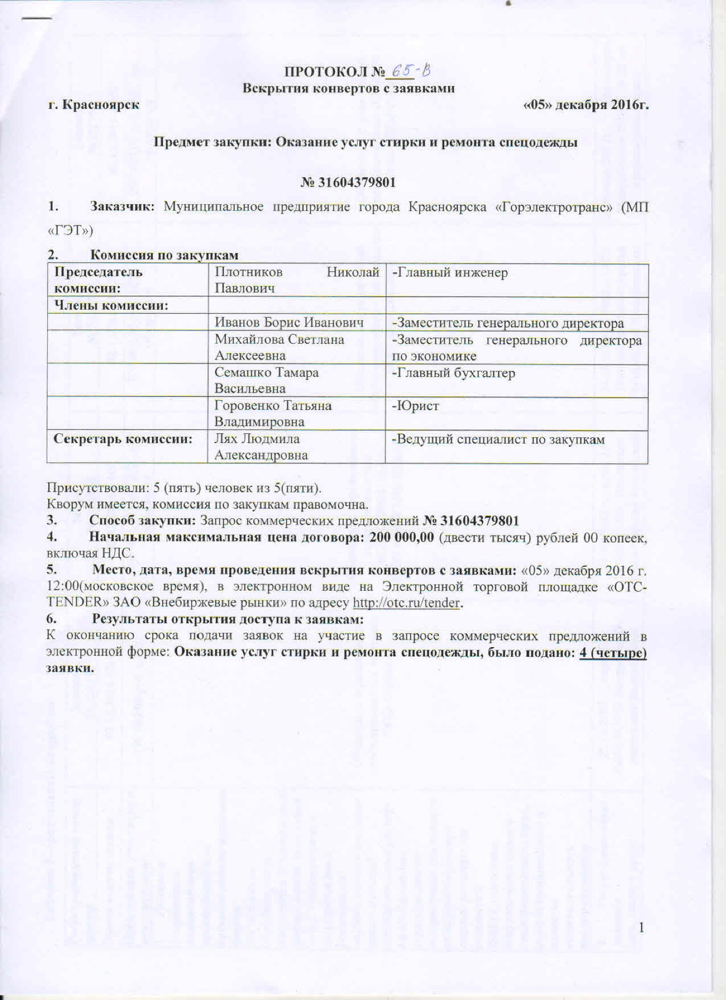 ПРОТОКОЛ № 65-В
Вскрытия конвертов с заявками
г. Красноярск «05» декабря 2016г.
Предмет закупки: Оказание услуг стирки и ремонта спецодежды
№ 31604379801
1. Заказчик: Муниципальное предприятие города Красноярска «Горэлектротранс» (МП
«ГЭТ»)
2. Комиссия по закупкам
Председатель Плотников Николай -Главный инженер
комиссии: Павлович
Члены комиссии:
Иванов Борис Иванович -Заместитель генерального директора
Михайлова Светлана -Заместитель генерального директора
Алексеевна по экономике
Семашко Тамара -Главный бухгалтер
Васильевна
Горовенко Татьяна -Юрист
Владимировна
Секретарь комиссии: Лях Людмила -Ведущий специалист по закупкам
Александровна
Присутствовали: 5 (пять) человек из 5(пяти).
Кворум имеется, комиссия по закупкам правомочна.
3. Способ закупки: Запрос коммерческих предложений № 31604379801
4. Начальная максимальная цена договора: 200 000,00 (двести тысяч) рублей 00 копеек,
включая НДС.
5. Место, дата, время проведения вскрытия конвертов с заявками: «05» декабря 2016 г.
12:00(московское время), в электронном виде на Электронной торговой площадке «OTC-
TENDER» ЗАО «Внебиржевые рынки» по адресу http://otc.ru/tender.
6. Результаты открытия доступа к заявкам:
К окончанию срока подачи заявок на участие в запросе коммерческих предложений в
электронной форме: Оказание услуг стирки и ремонта спецодежды, было подано: 4 (четыре)
заявки.
1